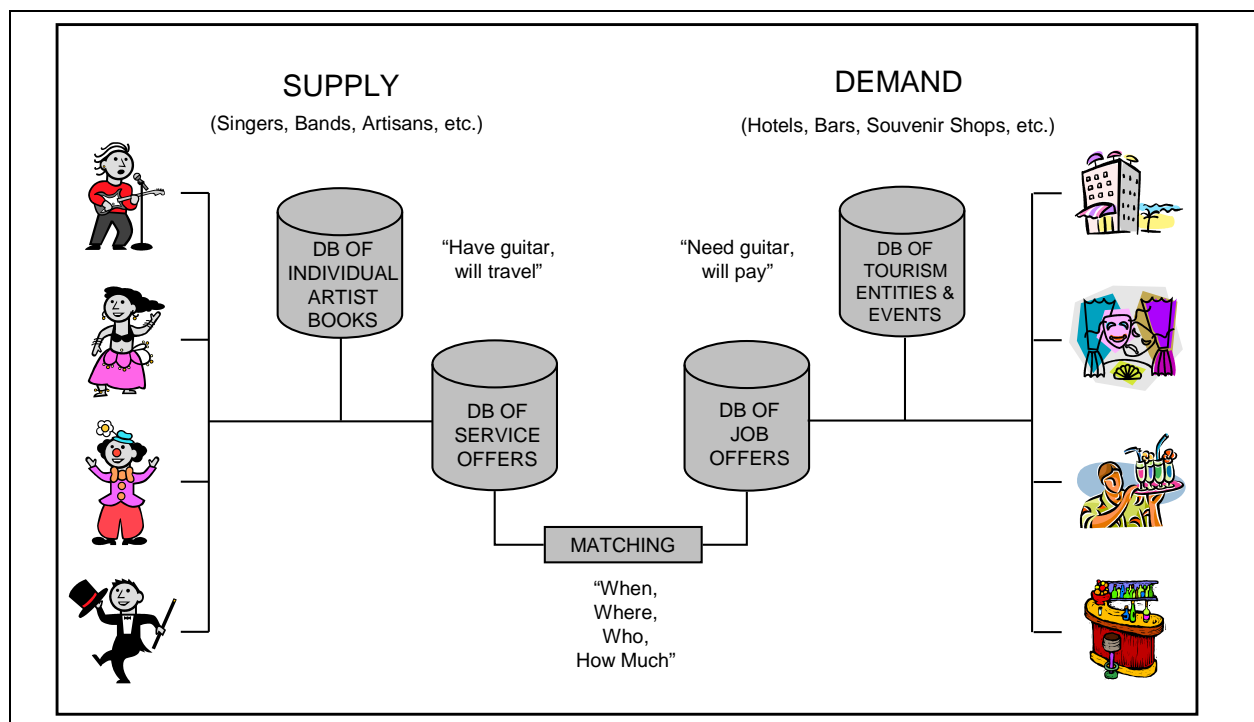 SUPPLY
(Singers, Bands, Artisans, etc.)
DEMAND
(Hotels, Bars, Souvenir Shops, etc.)
DB OF
INDIVIDUAL
ARTIST
BOOKS
“Have guitar,
will travel”
“Need guitar,
will pay”
DB OF
TOURISM
ENTITIES &
EVENTS
DB OF
SERVICE
OFFERS
DB OF
JOB
OFFERS
MATCHING
“When,
Where,
Who,
How Much”